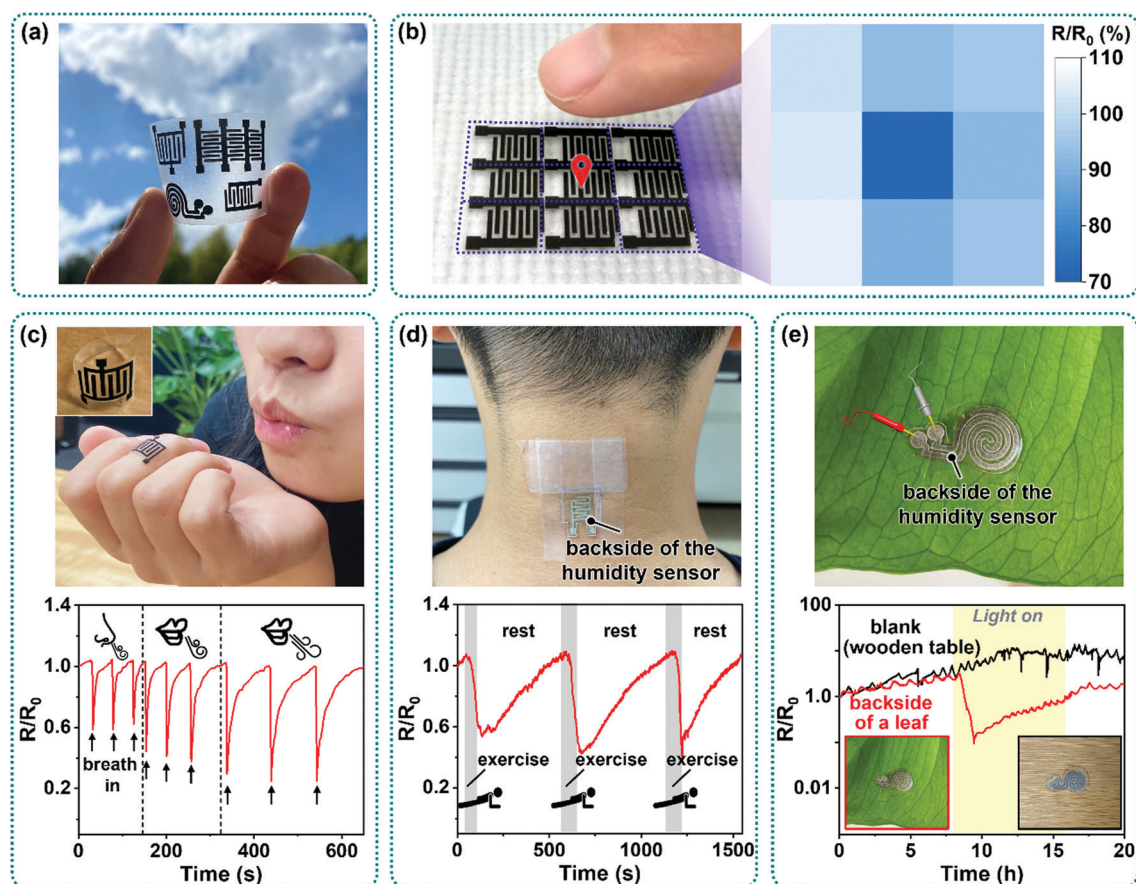 (a)
(b)
R/R₀ (%)
110
100
90
80
70
(c)
(d)
backside of the
humidity sensor
(e)
backside of the
humidity sensor
1.4
1.0
0.6
0.2
R/R₀
breath
in
0
200
400
600
Time (s)
1.4
1.0
0.6
0.2
R/R₀
rest
rest
rest
exercise
exercise
exercise
0
500
1000
1500
Time (s)
100
1.0
0.01
R/R₀
Light on
blank
(wooden table)
backside
of a leaf
0
5
10
15
20
Time (h)